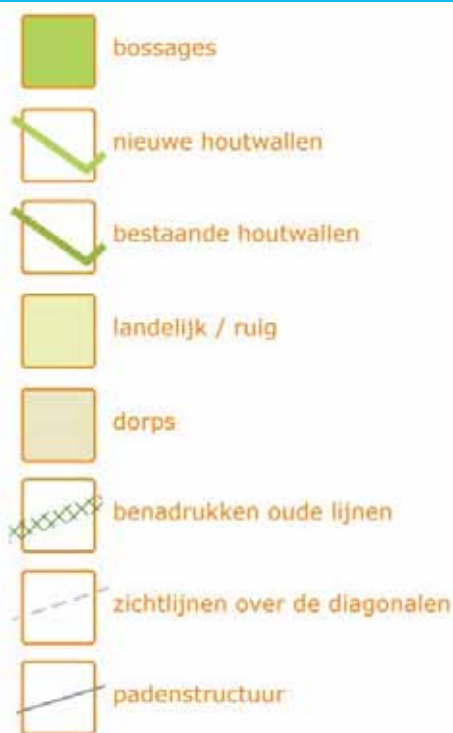 bossages
nieuwe houtwallen
bestaande houtwallen
landelijk / ruig
dorps
benadrukken oude lijnen
zichtlijnen over de diagonalen
padenstructuur